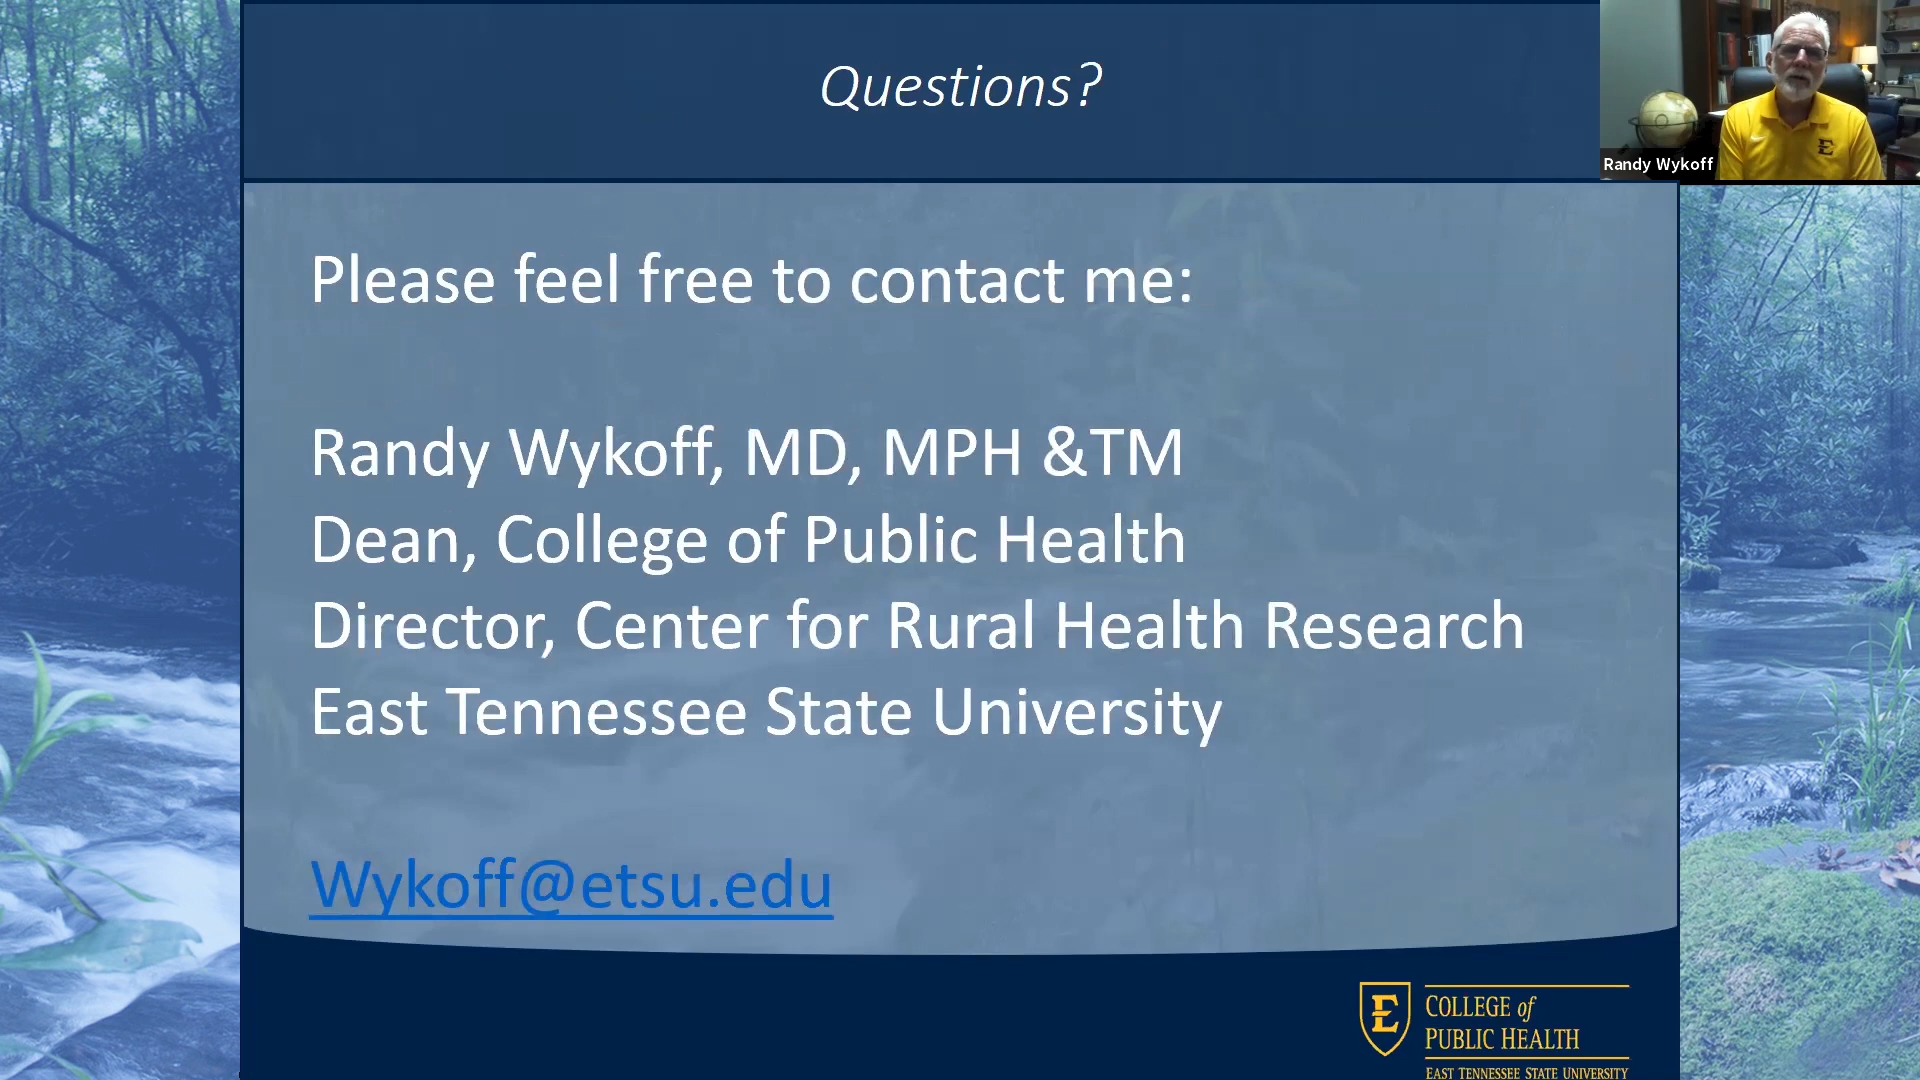 Questions?
Randy Wykoff
Please feel free to contact me:
Randy Wykoff, MD, MPH &TM
Dean, College of Public Health
Director, Center for Rural Health Research
East Tennessee State University
Wykoff@etsu.edu
E
COLLEGE of
PUBLIC HEALTH
EAST TENNESSEE STATE UNIVERSITY